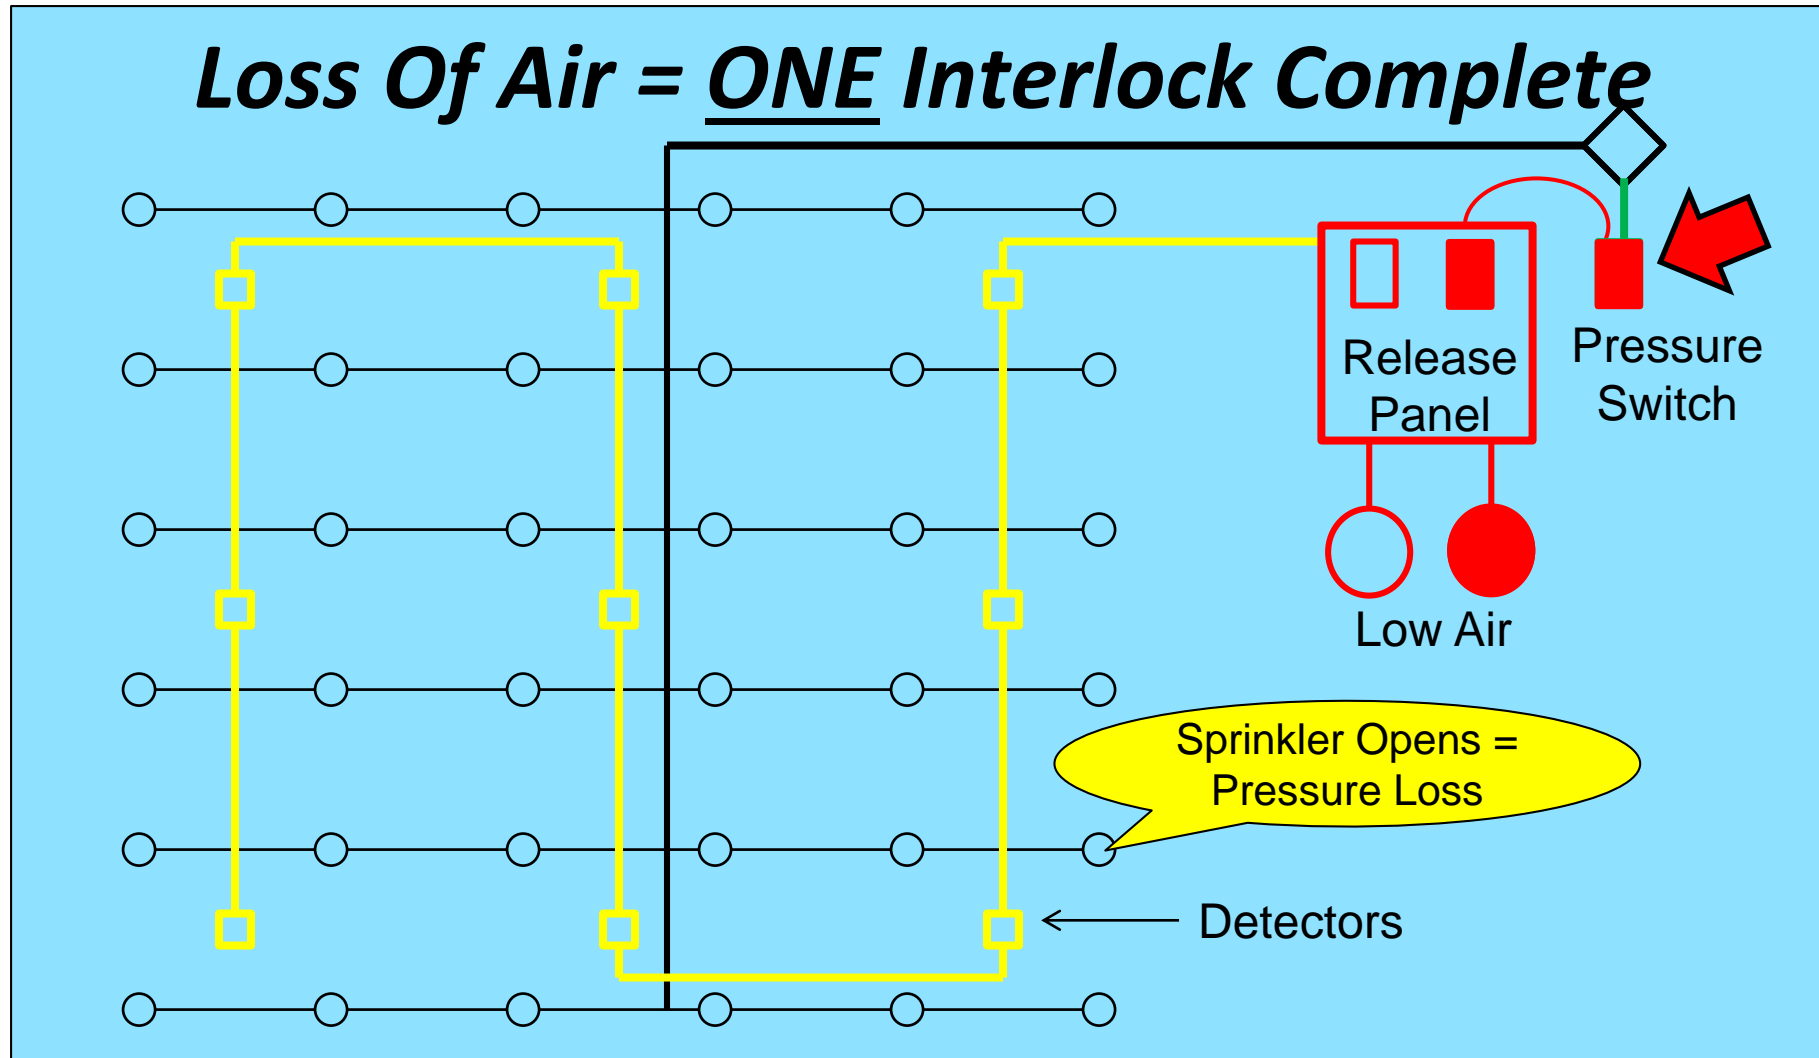 Loss Of Air = ONE Interlock Complete
Release
Panel
Pressure
Switch
Low Air
Sprinkler Opens =
Pressure Loss
Detectors